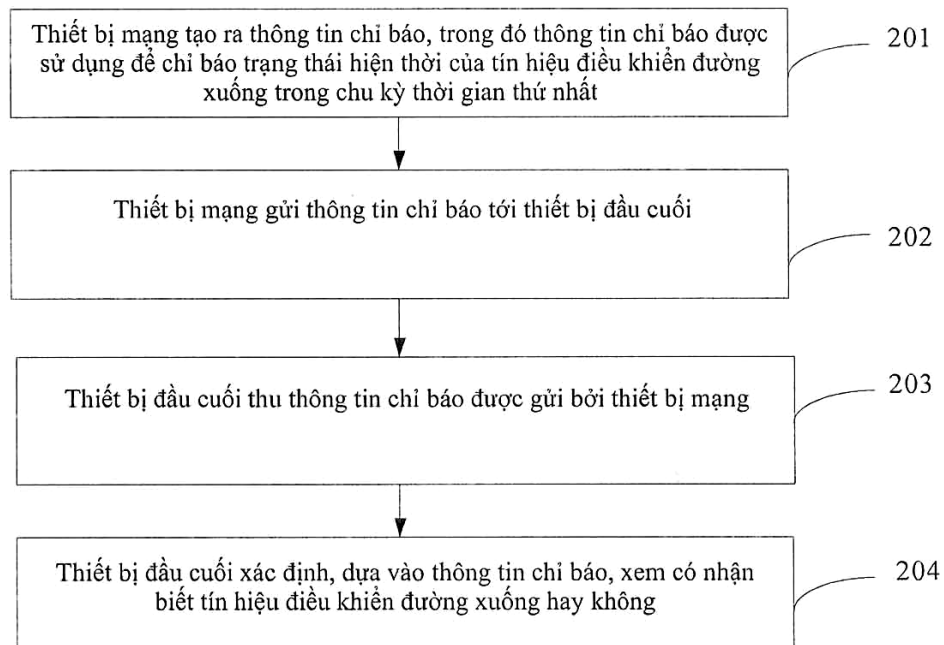 Thiết bị mạng tạo ra thông tin chỉ báo, trong đó thông tin chỉ báo được
sử dụng để chỉ báo trạng thái hiện thời của tín hiệu điều khiển đường
xuống trong chu kỳ thời gian thứ nhất
201
Thiết bị mạng gửi thông tin chỉ báo tới thiết bị đầu cuối
202
Thiết bị đầu cuối thu thông tin chỉ báo được gửi bởi thiết bị mạng
203
Thiết bị đầu cuối xác định, dựa vào thông tin chỉ báo, xem có nhận
biết tín hiệu điều khiển đường xuống hay không
204